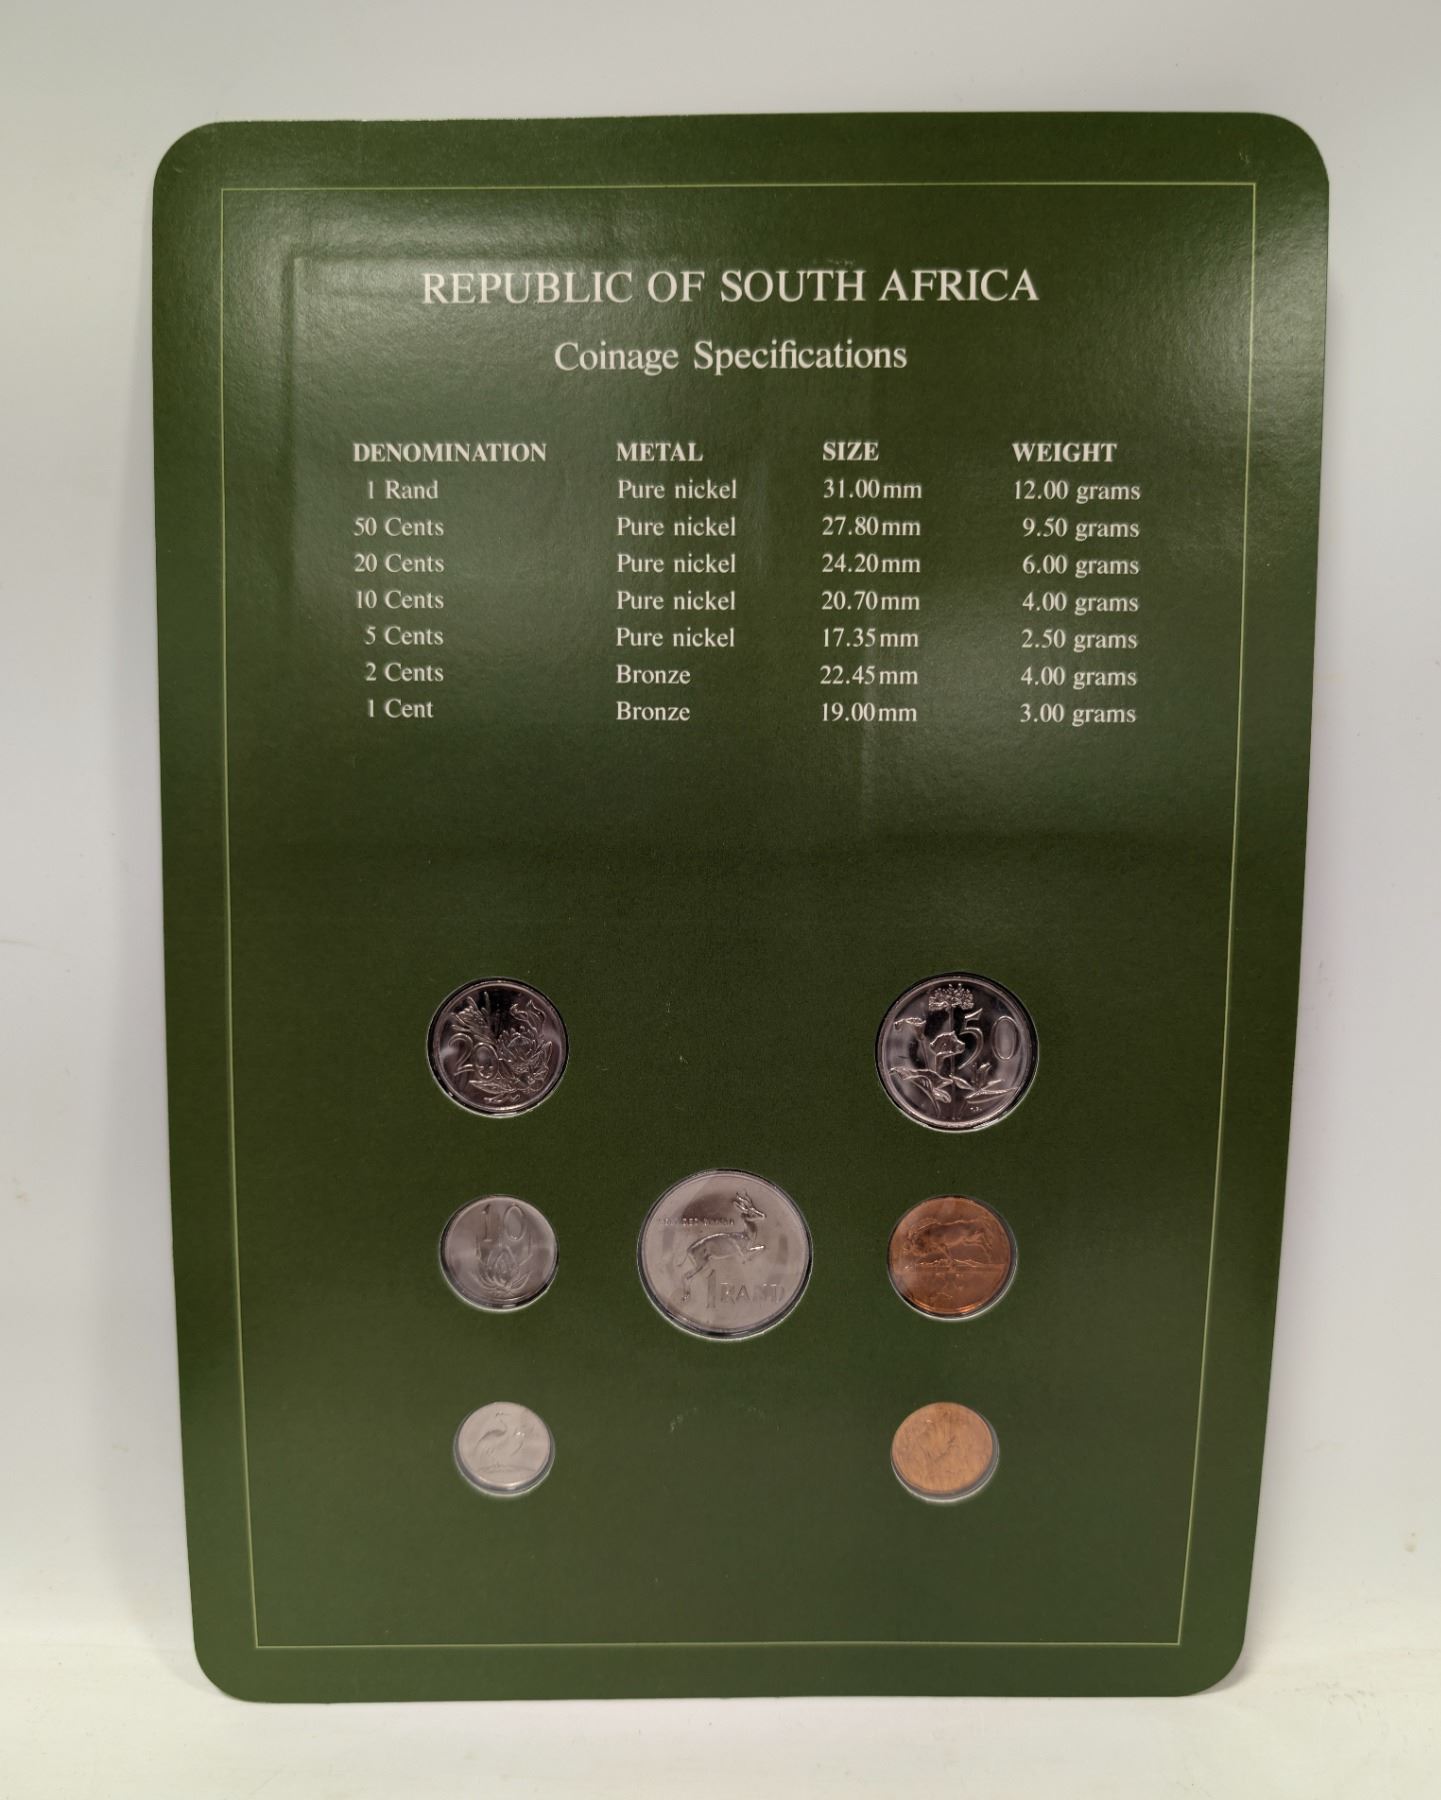 REPUBLIC OF SOUTH AFRICA
Coinage Specifications
DENOMINATION METAL SIZE WEIGHT
1 Rand Pure nickel 31.00mm 12.00 grams
50 Cents Pure nickel 27.80mm 9.50 grams
20 Cents Pure nickel 24.20mm 6.00 grams
10 Cents Pure nickel 20.70mm 4.00 grams
5 Cents Pure nickel 17.35mm 2.50 grams
2 Cents Bronze 22.45mm 4.00 grams
1 Cent Bronze 19.00mm 3.00 grams
20
50
10
1 RAND